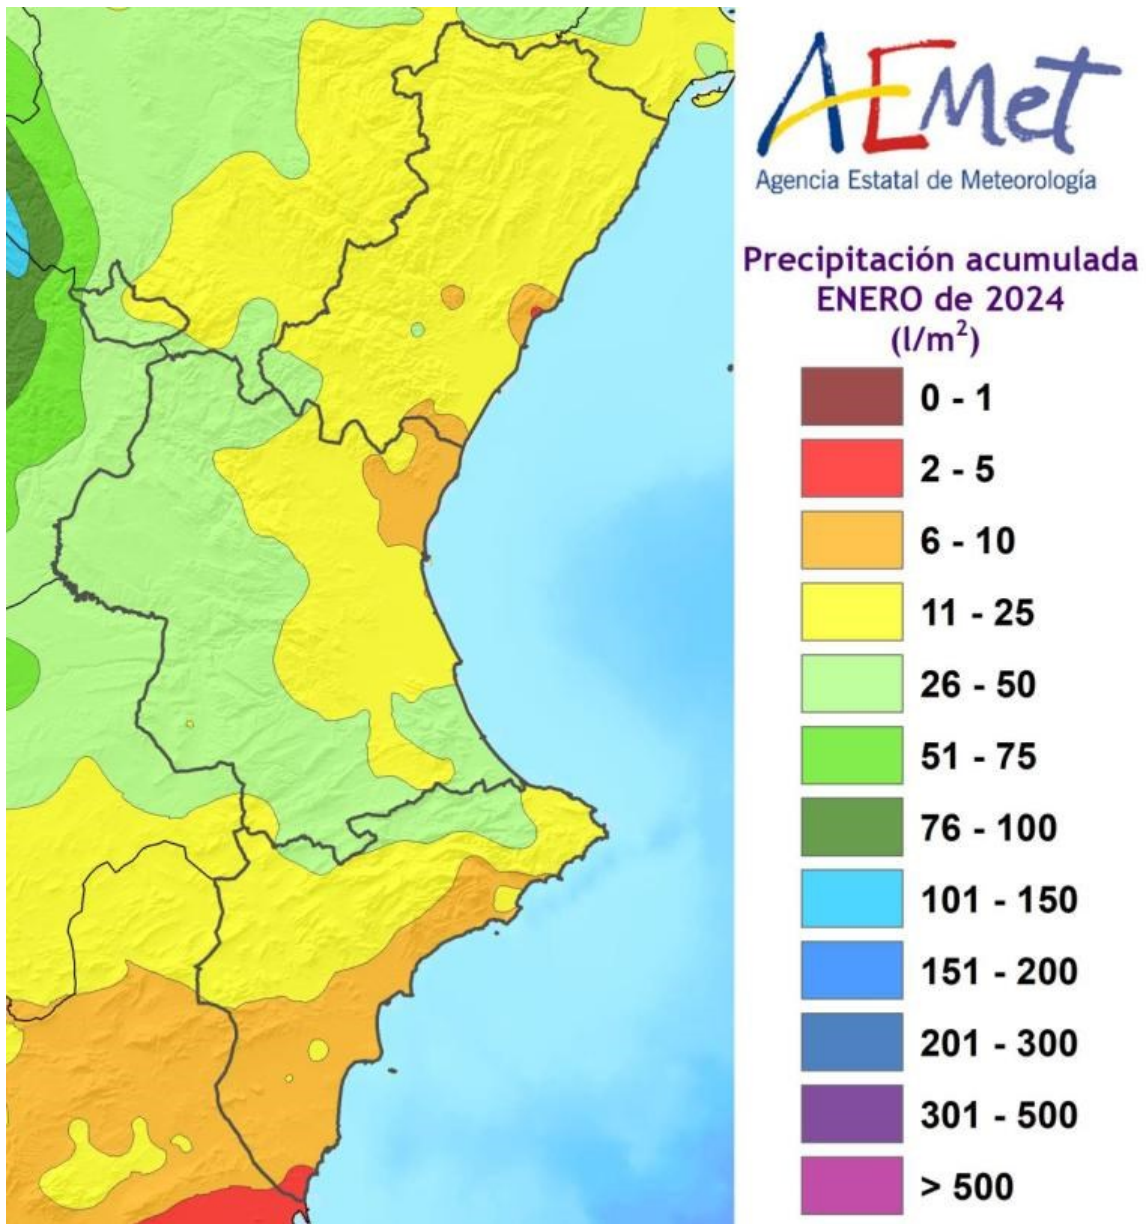 AEMet
Agencia Estatal de Meteorología
Precipitación acumulada
ENERO de 2024
(l/m²)
0 - 1
2 - 5
6 - 10
11 - 25
26 - 50
51 - 75
76 - 100
101 - 150
151 - 200
201 - 300
301 - 500
> 500